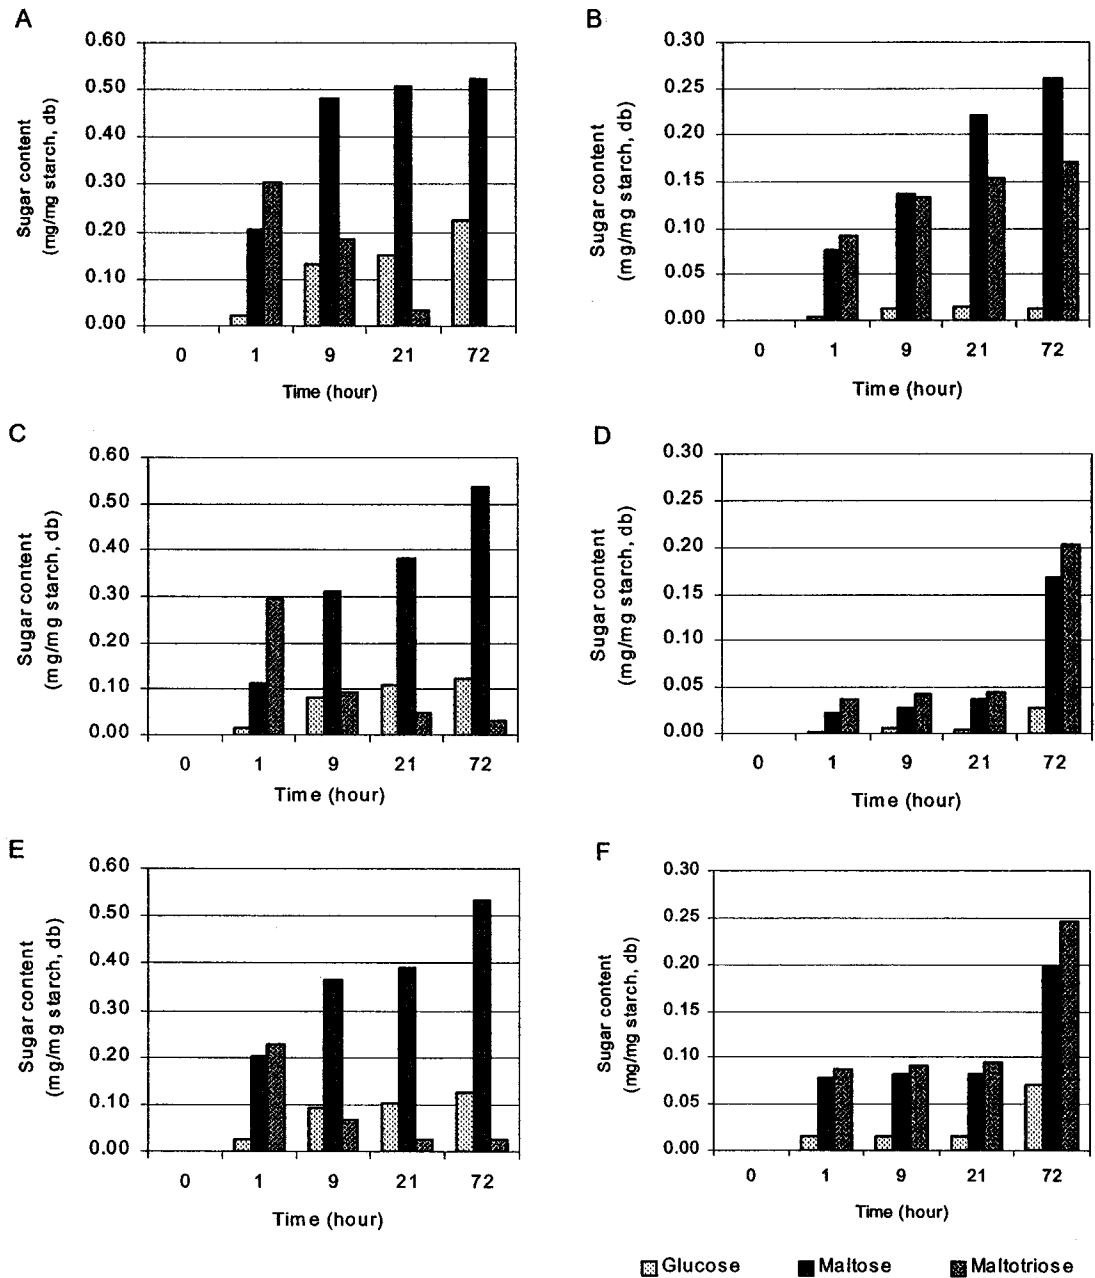 A
0.60
0.50
0.40
0.30
0.20
0.10
0.00
Sugar content
(mg/mg starch, db)
0 1 9 21 72
Time (hour)
B
0.30
0.25
0.20
0.15
0.10
0.05
0.00
Sugar content
(mg/mg starch, db)
0 1 9 21 72
Time (hour)
C
0.60
0.50
0.40
0.30
0.20
0.10
0.00
Sugar content
(mg/mg starch, db)
0 1 9 21 72
Time (hour)
D
0.30
0.25
0.20
0.15
0.10
0.05
0.00
Sugar content
(mg/mg starch, db)
0 1 9 21 72
Time (hour)
E
0.60
0.50
0.40
0.30
0.20
0.10
0.00
Sugar content
(mg/mg starch, db)
0 1 9 21 72
Time (hour)
F
0.30
0.25
0.20
0.15
0.10
0.05
0.00
Sugar content
(mg/mg starch, db)
0 1 9 21 72
Time (hour)
Glucose Maltose Maltotriose